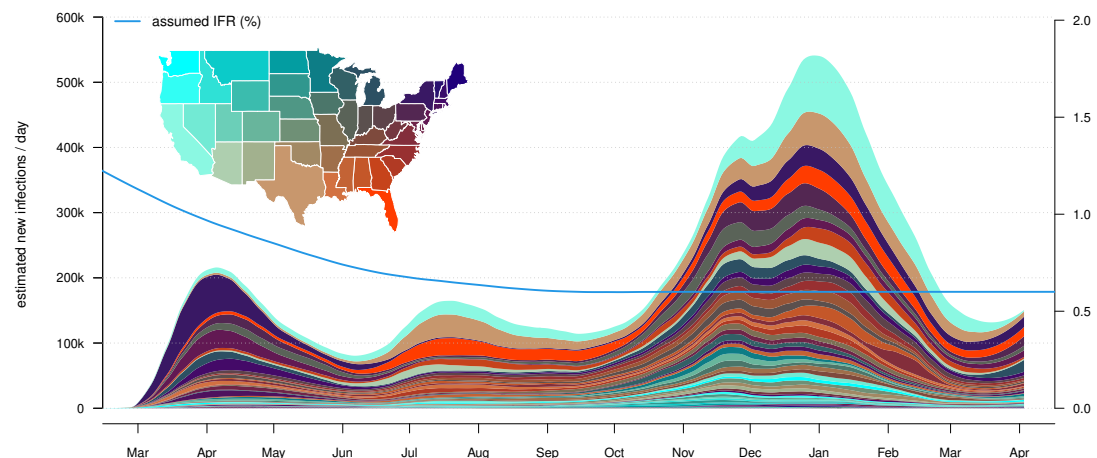 600k
500k
400k
300k
200k
100k
0
estimated new infections / day
assumed IFR (%)
2.0
1.5
1.0
0.5
0.0
Mar Apr May Jun Jul Aug Sep Oct Nov Dec Jan Feb Mar Apr